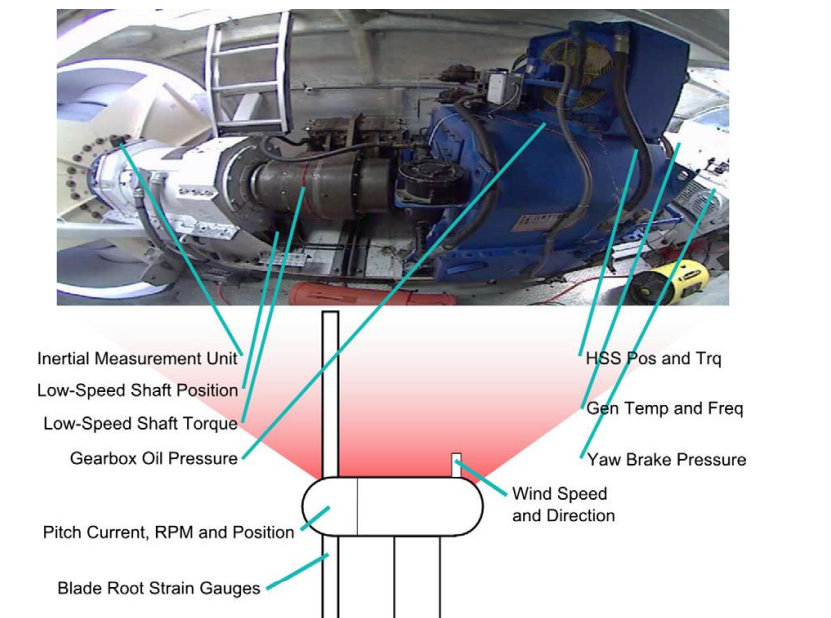 Inertial Measurement Unit
Low-Speed Shaft Position
Low-Speed Shaft Torque
Gearbox Oil Pressure
HSS Pos and Trq
Gen Temp and Freq
Yaw Brake Pressure
Wind Speed
and Direction
Pitch Current, RPM and Position
Blade Root Strain Gauges